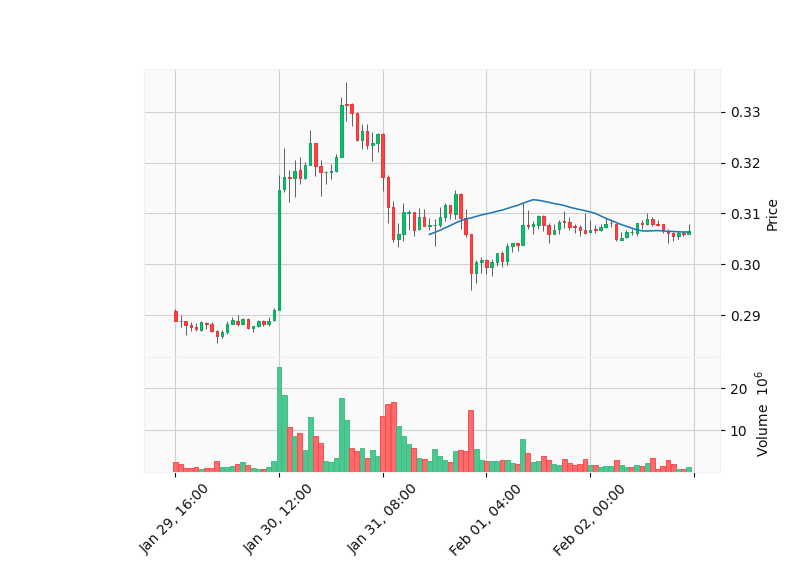 0.33
0.32
0.31
0.30
0.29
Price
20
10
Volume 10^6
Jan 29, 16:00
Jan 30, 12:00
Jan 31, 08:00
Feb 01, 04:00
Feb 02, 00:00